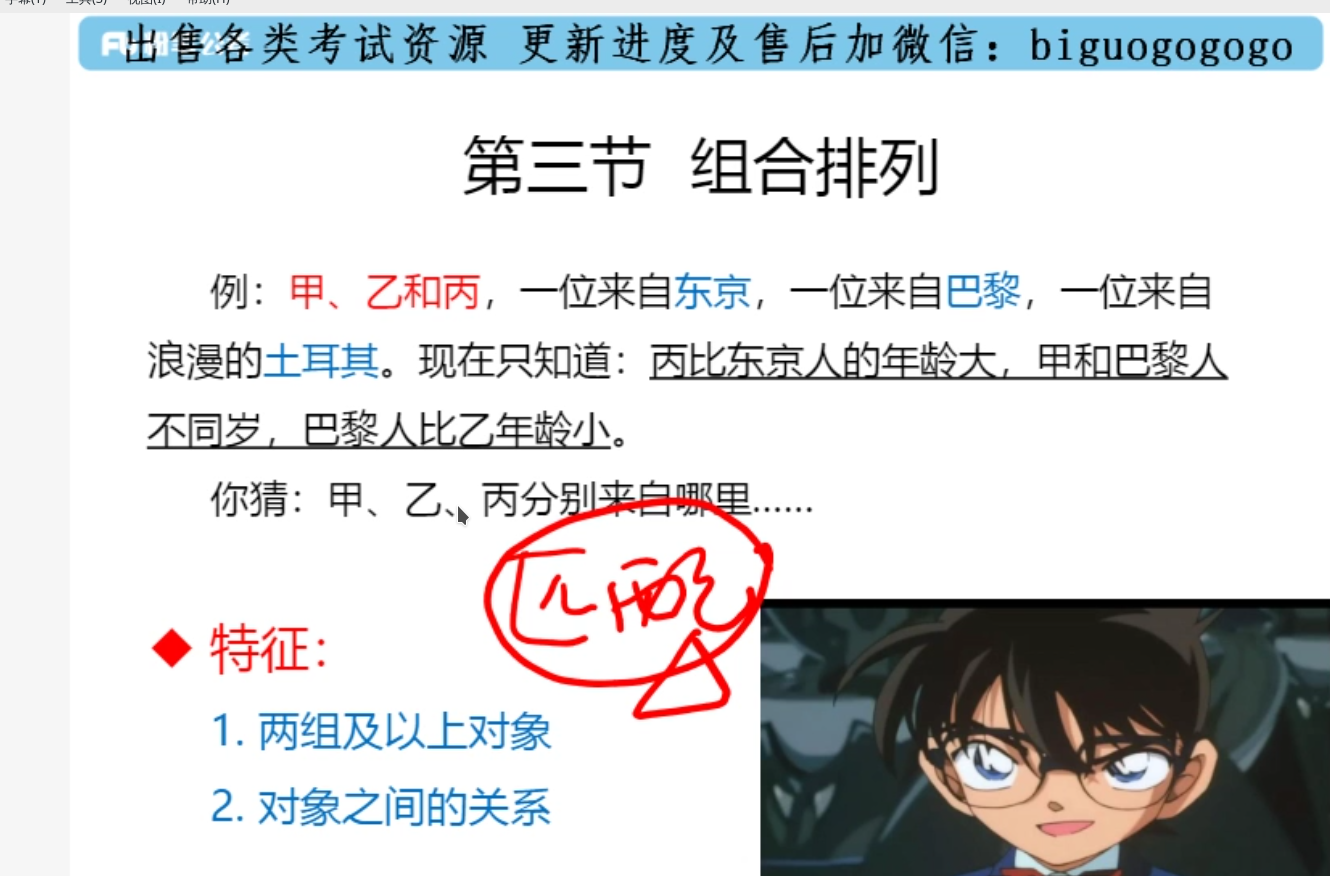 出售各类考试资源 更新进度及售后加微信：biguogogogo
第三节 组合排列
例：甲、乙和丙，一位来自东京，一位来自巴黎，一位来自
浪漫的土耳其。现在只知道：丙比东京人的年龄大，甲和巴黎人
不同岁，巴黎人比乙年龄小。
你猜：甲、乙、丙分别来自哪里……
匹配
特征：
1. 两组及以上对象
2. 对象之间的关系